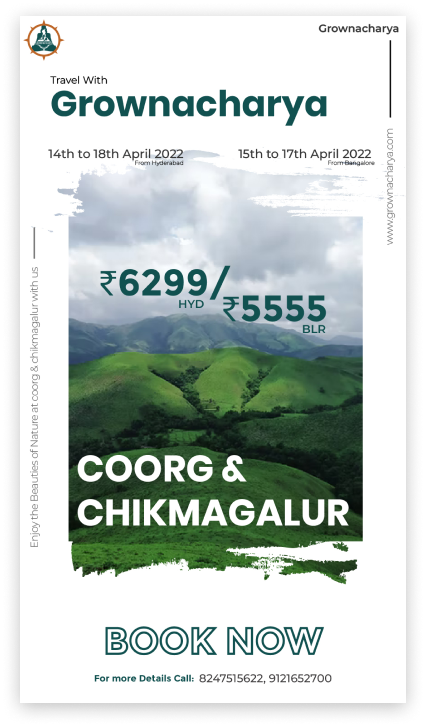 Grownacharya
Travel With
Grownacharya
14th to 18th April 2022
From Hyderabad
15th to 17th April 2022
From Bangalore
www.grownacharya.com
₹6299/
HYD
₹5555
BLR
Enjoy the Beauties of Nature at coorg & chikmagalur with us
COORG &
CHIKMAGALUR
BOOK NOW
For more Details Call: 8247515622, 9121652700